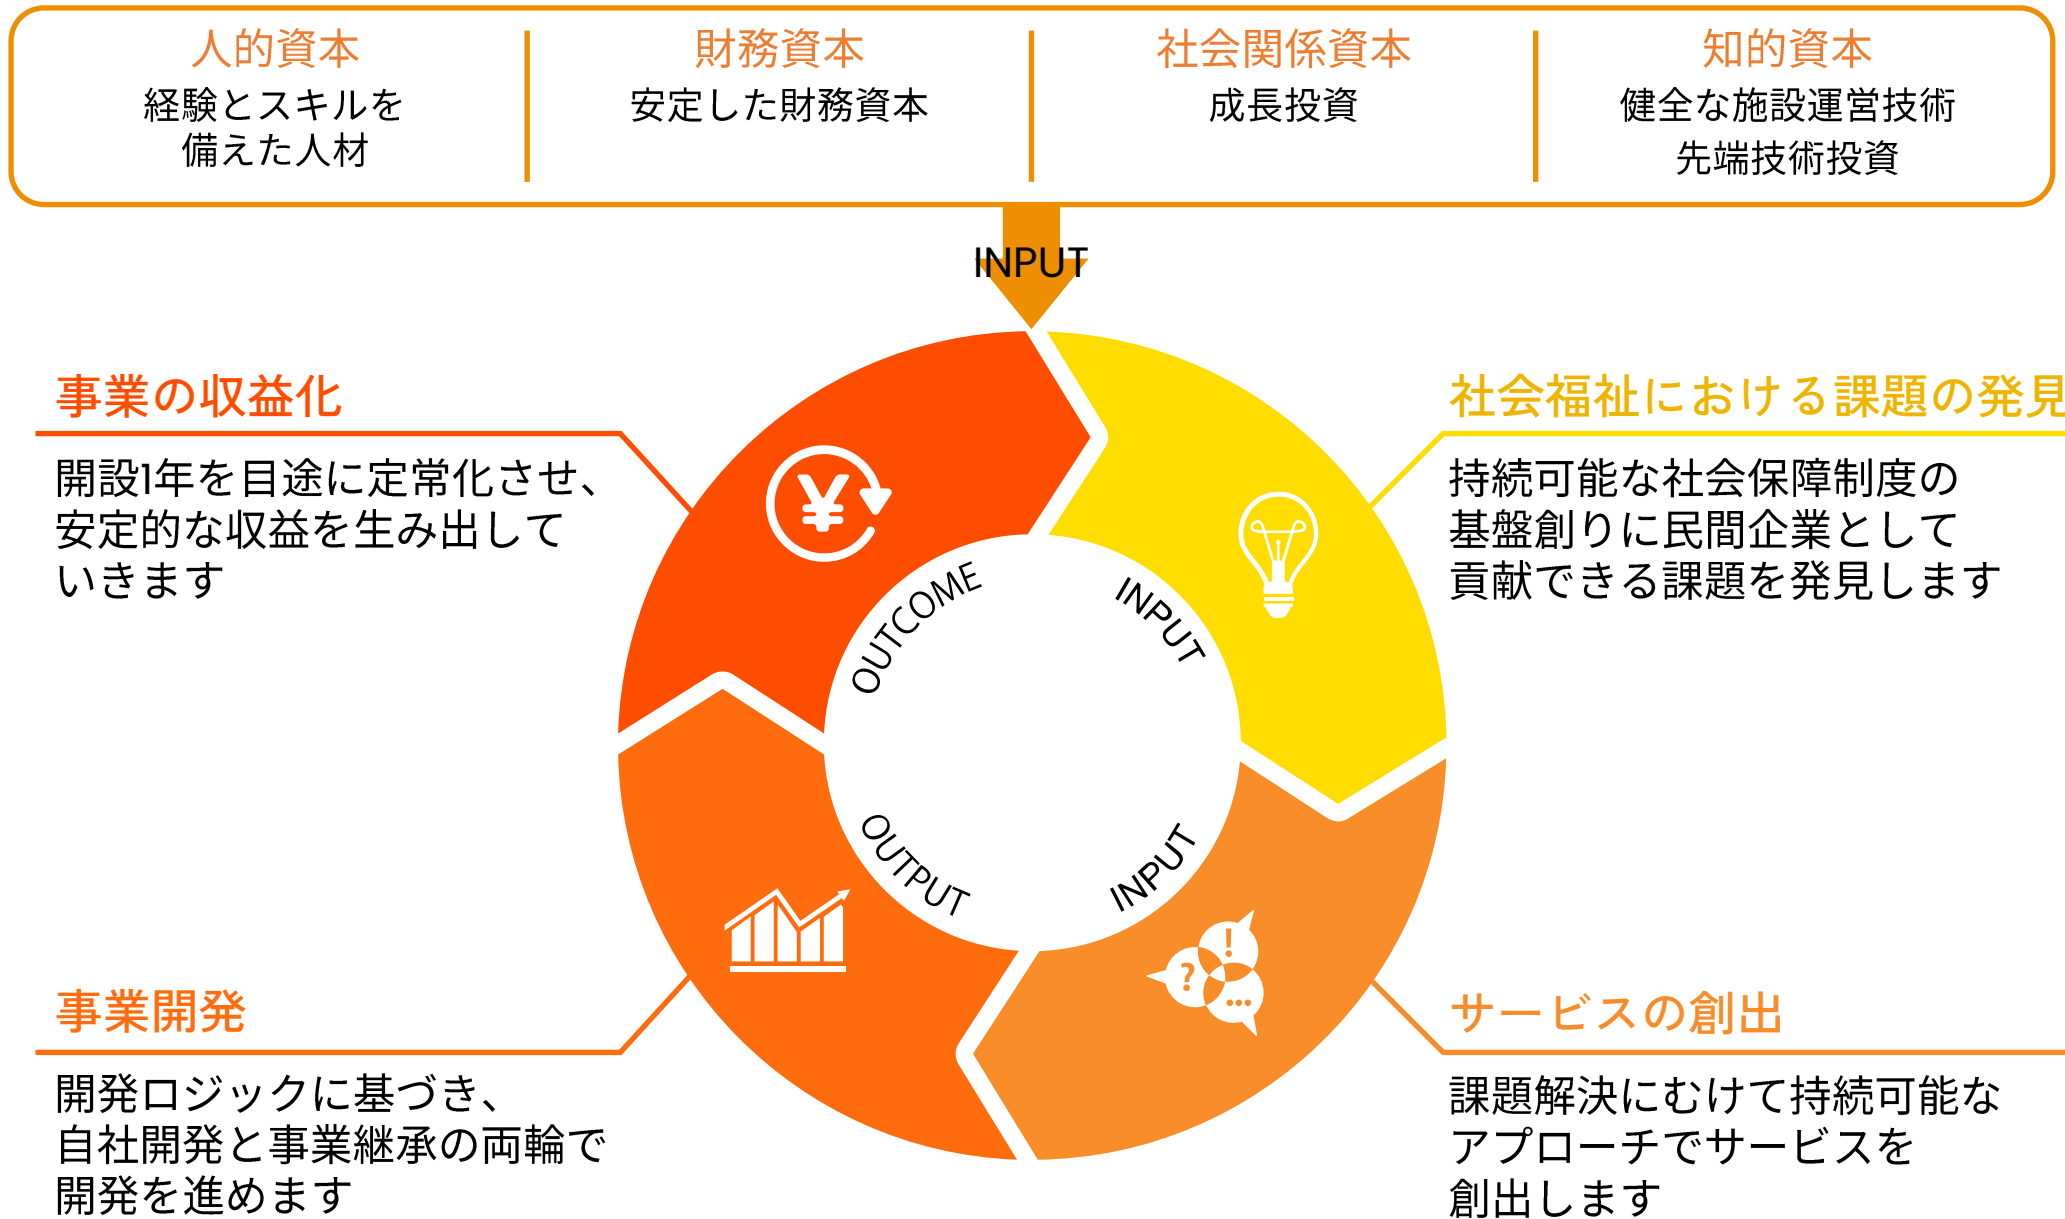 人的資本
経験とスキルを
備えた人材
財務資本
安定した財務資本
社会関係資本
成長投資
知的資本
健全な施設運営技術
先端技術投資
INPUT
事業の収益化
開設1年を目途に定常化させ、
安定的な収益を生み出して
いきます
社会福祉における課題の発見
持続可能な社会保障制度の
基盤創りに民間企業として
貢献できる課題を発見します
¥
OUTCOME
INPUT
OUTPUT
INPUT
!
?
...
事業開発
開発ロジックに基づき、
自社開発と事業継承の両輪で
開発を進めます
サービスの創出
課題解決にむけて持続可能な
アプローチでサービスを
創出します